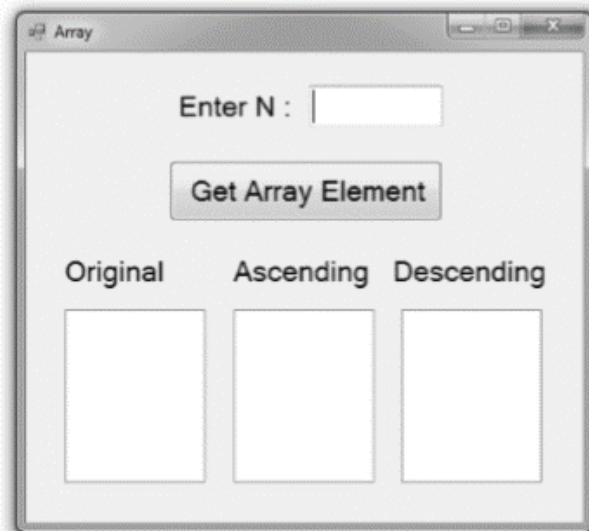 Array
Enter N :
Get Array Element
Original Ascending Descending